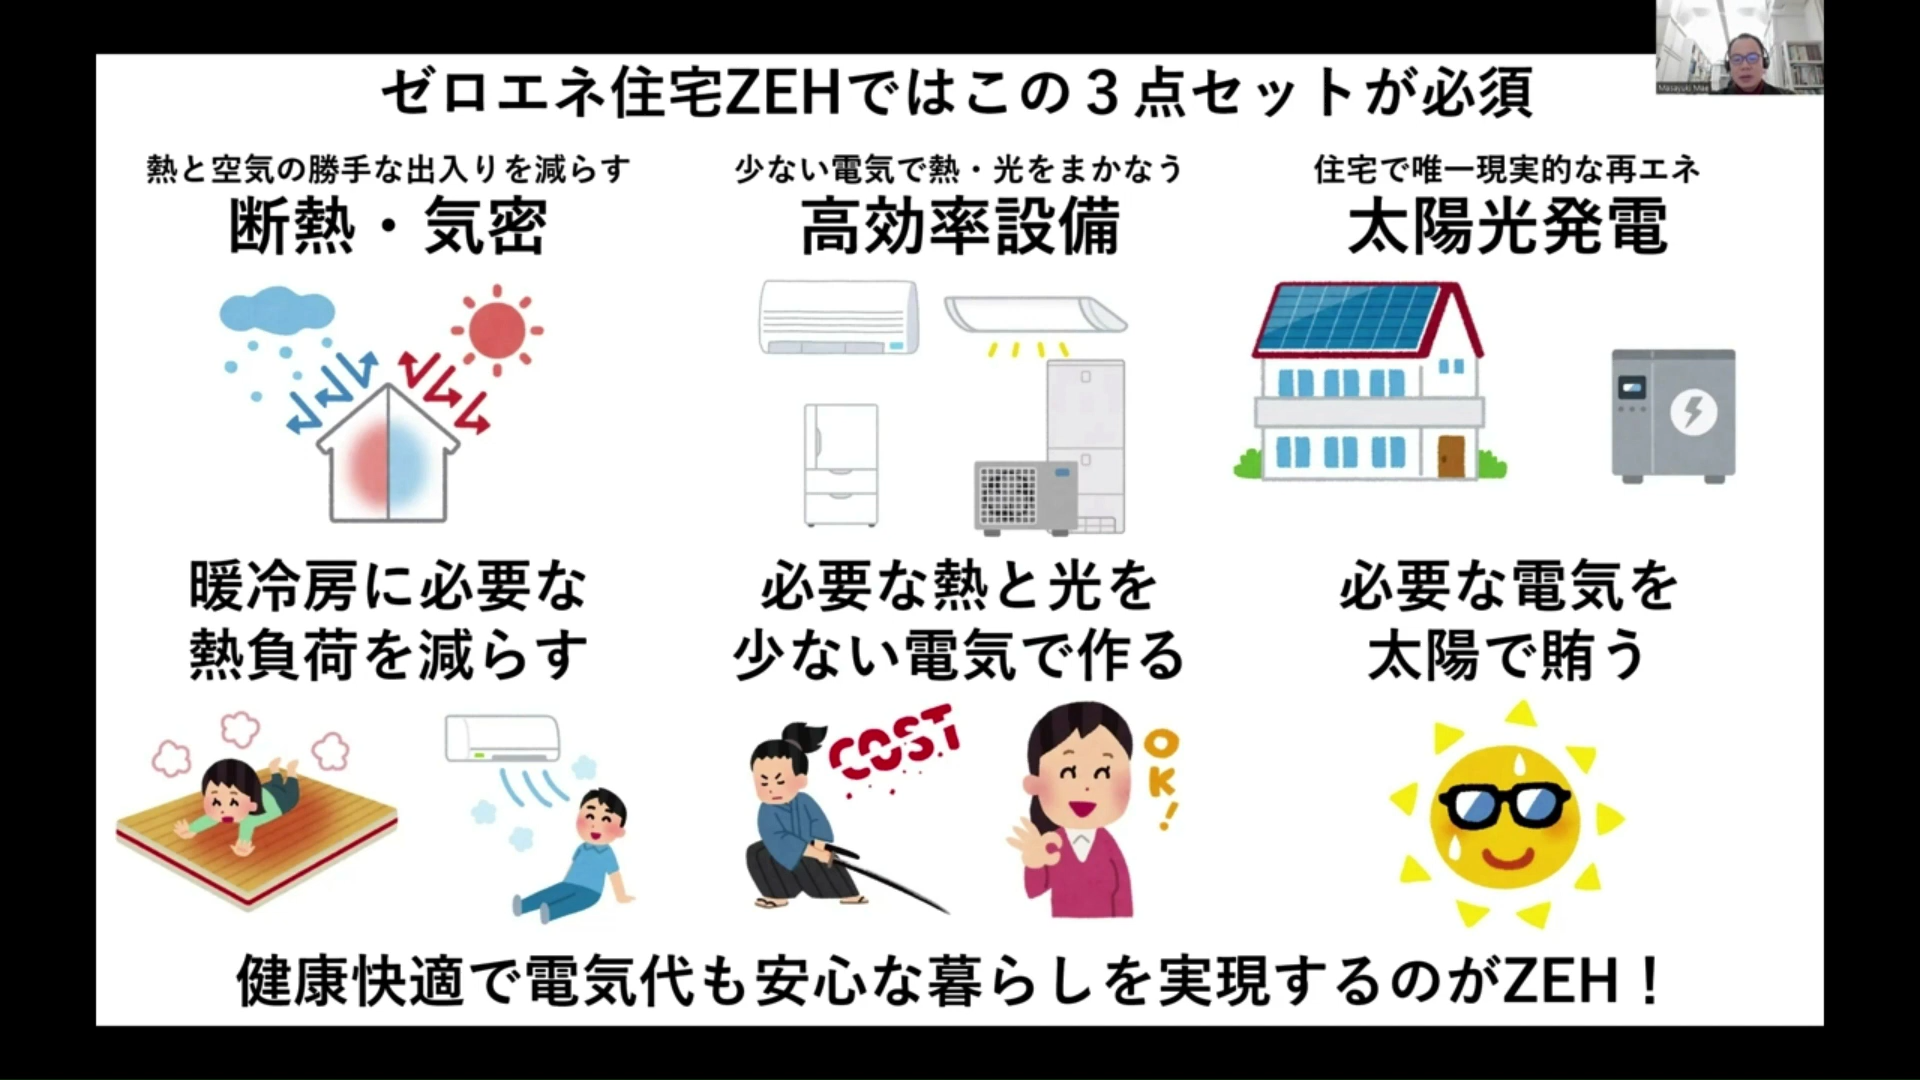 ゼロエネ住宅ZEHではこの３点セットが必須
Masayuki Mae
熱と空気の勝手な出入りを減らす
断熱・気密
少ない電気で熱・光をまかなう
高効率設備
住宅で唯一現実的な再エネ
太陽光発電
暖冷房に必要な
熱負荷を減らす
必要な熱と光を
少ない電気で作る
必要な電気を
太陽で賄う
COST
OK!
健康快適で電気代も安心な暮らしを実現するのがZEH！